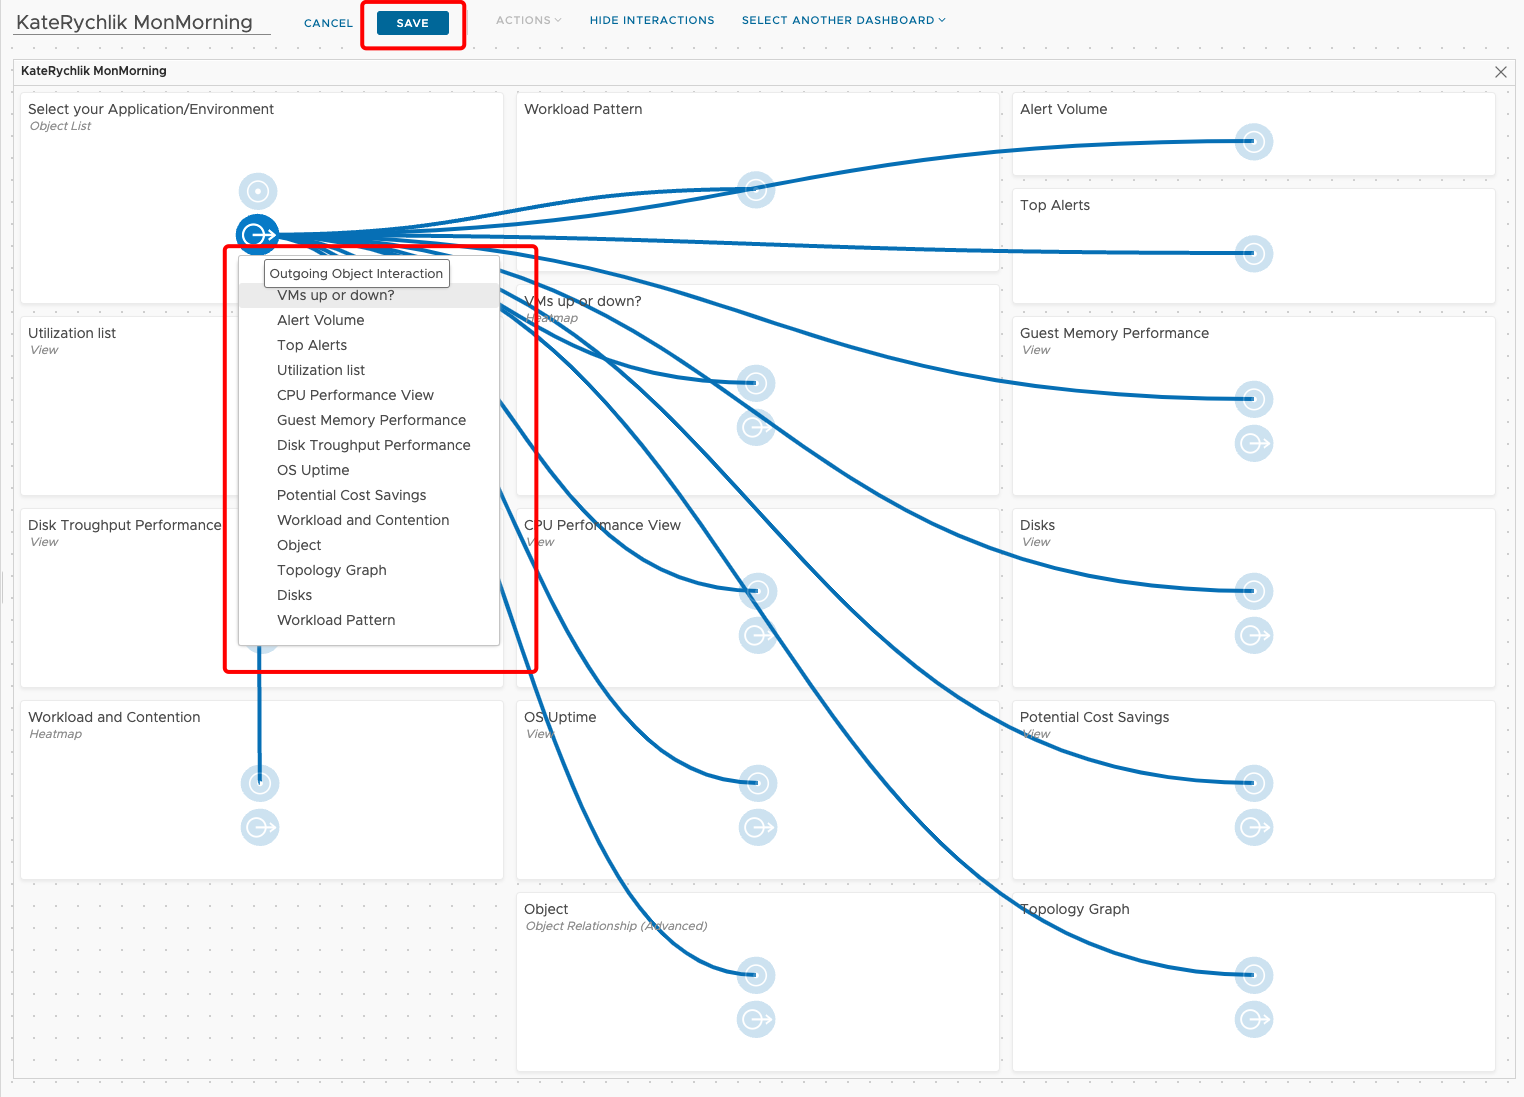 KateRychlik MonMorning
CANCEL
SAVE
ACTIONS
HIDE INTERACTIONS
SELECT ANOTHER DASHBOARD
KateRychlik MonMorning
Select your Application/Environment
Object List
Workload Pattern
Alert Volume
Top Alerts
Outgoing Object Interaction
VMs up or down?
Alert Volume
Top Alerts
Utilization list
CPU Performance View
Guest Memory Performance
Disk Troughput Performance
OS Uptime
Potential Cost Savings
Workload and Contention
Object
Topology Graph
Disks
Workload Pattern
VMs up or down?
Heatmap
Utilization list
View
Guest Memory Performance
View
Disk Troughput Performance
View
CPU Performance View
View
Disks
View
Workload and Contention
Heatmap
OS Uptime
View
Potential Cost Savings
View
Object
Object Relationship (Advanced)
Topology Graph